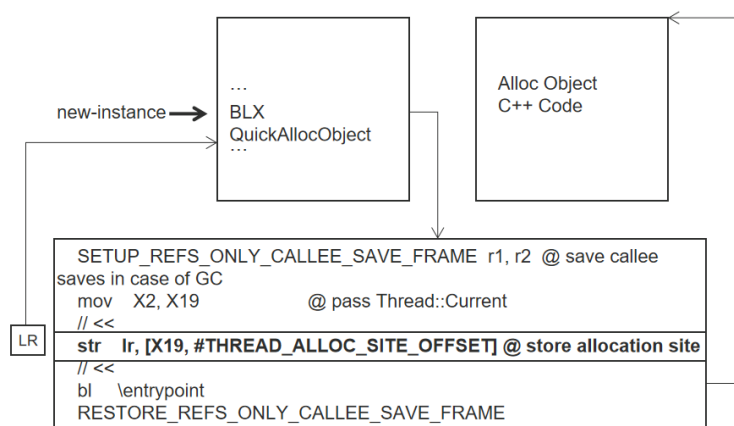 …
new-instance
BLX
QuickAllocObject
…
Alloc Object
C++ Code
SETUP_REFS_ONLY_CALLEE_SAVE_FRAME r1, r2 @ save callee
saves in case of GC
mov X2, X19 @ pass Thread::Current
// <<
LR
str lr, [X19, #THREAD_ALLOC_SITE_OFFSET] @ store allocation site
// <<
bl \entrypoint
RESTORE_REFS_ONLY_CALLEE_SAVE_FRAME